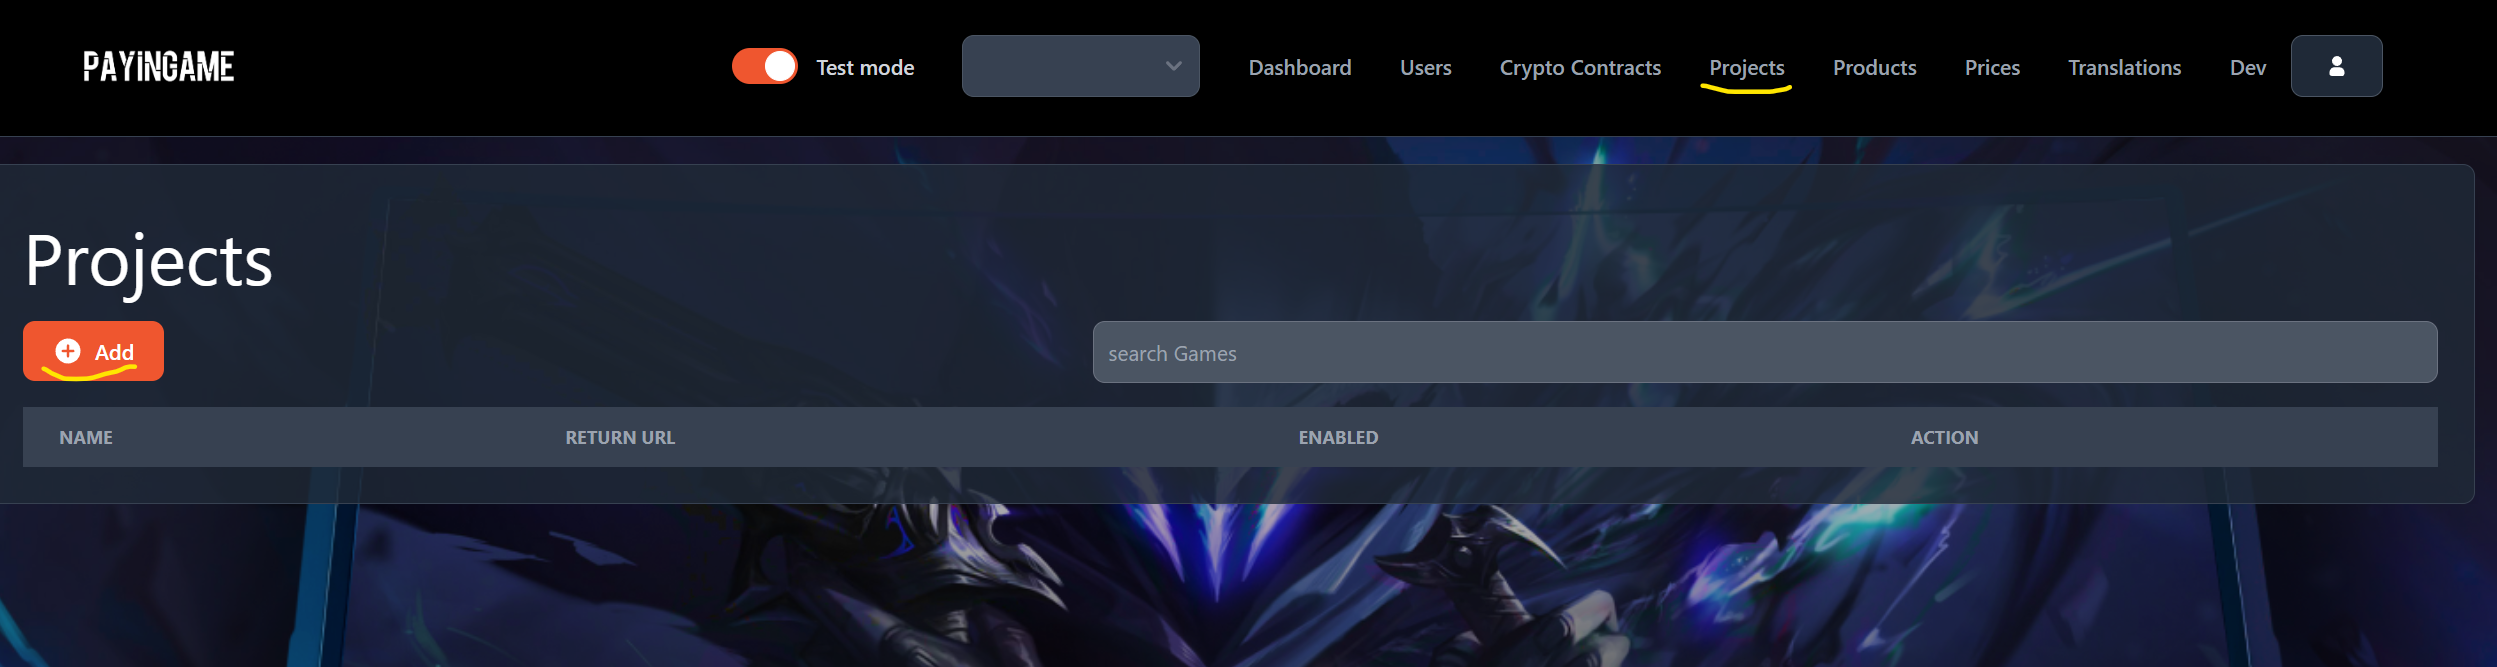 PAYINGAME Test mode Dashboard Users Crypto Contracts Projects Products Prices Translations Dev
Projects
Add search Games
NAME RETURN URL ENABLED ACTION